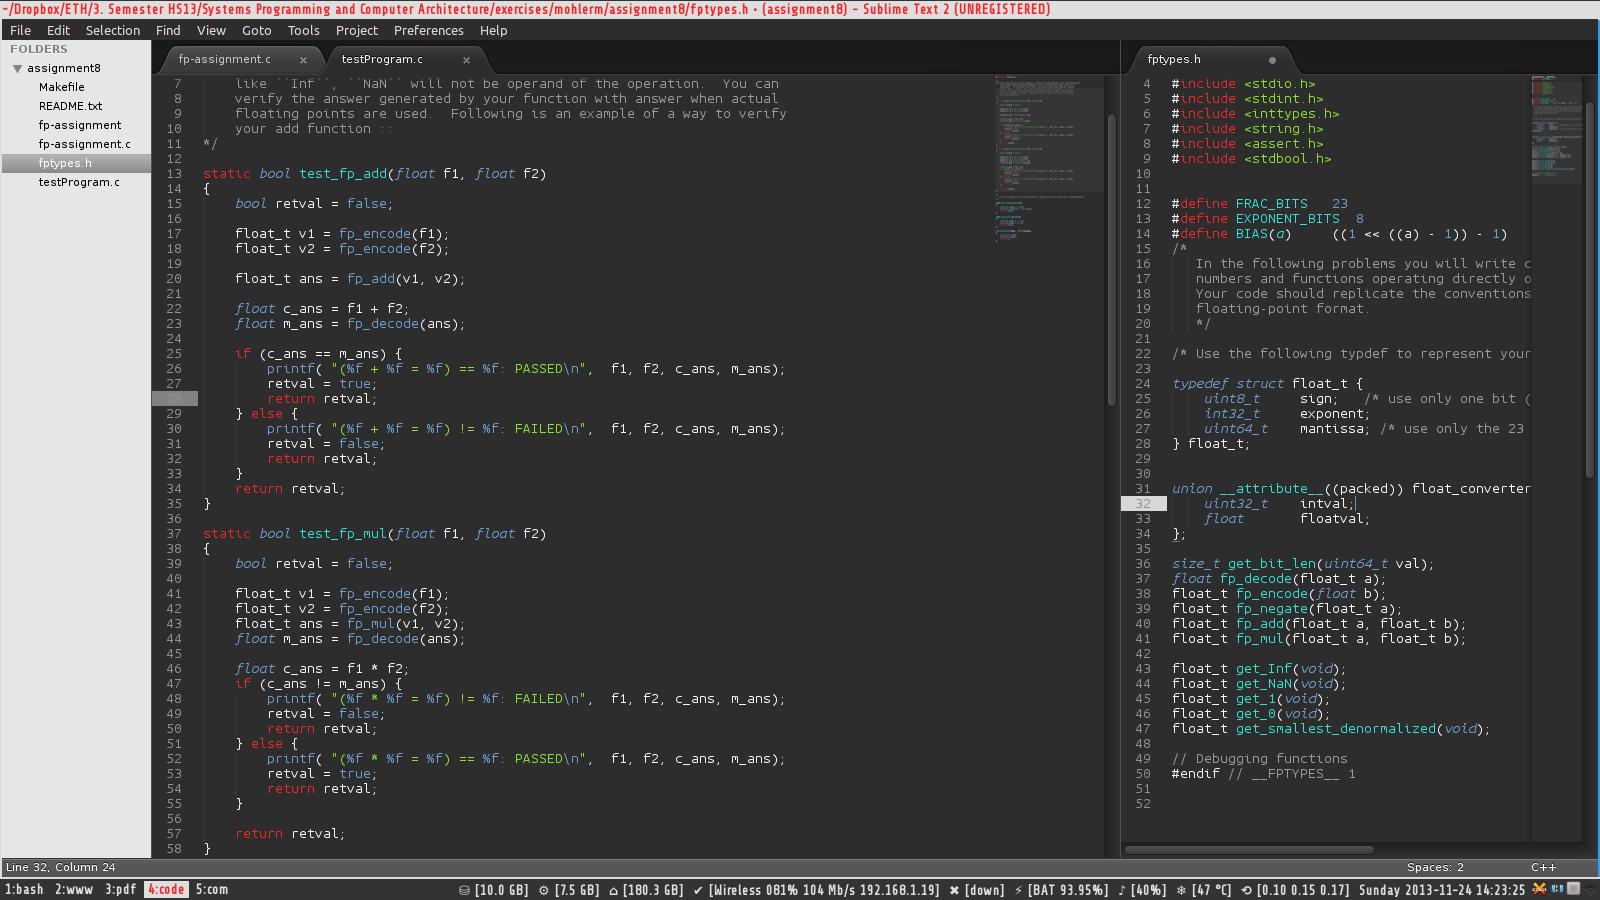 ~/Dropbox/ETH/3. Semester HS13/Systems Programming and Computer Architecture/exercises/mohlerm/assignment8/fptypes.h • (assignment8) - Sublime Text 2 (UNREGISTERED)
File Edit Selection Find View Goto Tools Project Preferences Help
FOLDERS
assignment8
Makefile
README.txt
fp-assignment
fp-assignment.c
fptypes.h
testProgram.c
fp-assignment.c × testProgram.c ×
7 like ``Inf``, ``NaN`` will not be operand of the operation. You can
8 verify the answer generated by your function with answer when actual
9 floating points are used. Following is an example of a way to verify
10 your add function ::
11 */
12
13 static bool test_fp_add(float f1, float f2)
14 {
15 bool retval = false;
16
17 float_t v1 = fp_encode(f1);
18 float_t v2 = fp_encode(f2);
19
20 float_t ans = fp_add(v1, v2);
21
22 float c_ans = f1 + f2;
23 float m_ans = fp_decode(ans);
24
25 if (c_ans == m_ans) {
26 printf( "(%f + %f = %f) == %f: PASSED\n", f1, f2, c_ans, m_ans);
27 retval = true;
28 return retval;
29 } else {
30 printf( "(%f + %f = %f) != %f: FAILED\n", f1, f2, c_ans, m_ans);
31 retval = false;
32 return retval;
33 }
34 return retval;
35 }
36
37 static bool test_fp_mul(float f1, float f2)
38 {
39 bool retval = false;
40
41 float_t v1 = fp_encode(f1);
42 float_t v2 = fp_encode(f2);
43 float_t ans = fp_mul(v1, v2);
44 float m_ans = fp_decode(ans);
45
46 float c_ans = f1 * f2;
47 if (c_ans != m_ans) {
48 printf( "(%f * %f = %f) != %f: FAILED\n", f1, f2, c_ans, m_ans);
49 retval = false;
50 return retval;
51 } else {
52 printf( "(%f * %f = %f) == %f: PASSED\n", f1, f2, c_ans, m_ans);
53 retval = true;
54 return retval;
55 }
56
57 return retval;
58 }
fptypes.h
4 #include <stdio.h>
5 #include <stdint.h>
6 #include <inttypes.h>
7 #include <string.h>
8 #include <assert.h>
9 #include <stdbool.h>
10
11
12 #define FRAC_BITS 23
13 #define EXPONENT_BITS 8
14 #define BIAS(a) ((1 << ((a) - 1)) - 1)
15 /*
16 In the following problems you will write c
17 numbers and functions operating directly o
18 Your code should replicate the conventions
19 floating-point format.
20 */
21
22 /* Use the following typdef to represent your
23
24 typedef struct float_t {
25 uint8_t sign; /* use only one bit (
26 int32_t exponent;
27 uint64_t mantissa; /* use only the 23
28 } float_t;
29
30
31 union __attribute__((packed)) float_converter
32 uint32_t intval;
33 float floatval;
34 };
35
36 size_t get_bit_len(uint64_t val);
37 float fp_decode(float_t a);
38 float_t fp_encode(float b);
39 float_t fp_negate(float_t a);
40 float_t fp_add(float_t a, float_t b);
41 float_t fp_mul(float_t a, float_t b);
42
43 float_t get_Inf(void);
44 float_t get_NaN(void);
45 float_t get_1(void);
46 float_t get_0(void);
47 float_t get_smallest_denormalized(void);
48
49 // Debugging functions
50 #endif // __FPTYPES__ 1
51
52
Line 32, Column 24 Spaces: 2 C++
1:bash 2:www 3:pdf 4:code 5:com [10.0 GB] [7.5 GB] [180.3 GB] [Wireless 081% 104 Mb/s 192.168.1.19] [down] [BAT 93.95%] [40%] [47 °C] [0.10 0.15 0.17] Sunday 2013-11-24 14:23:25